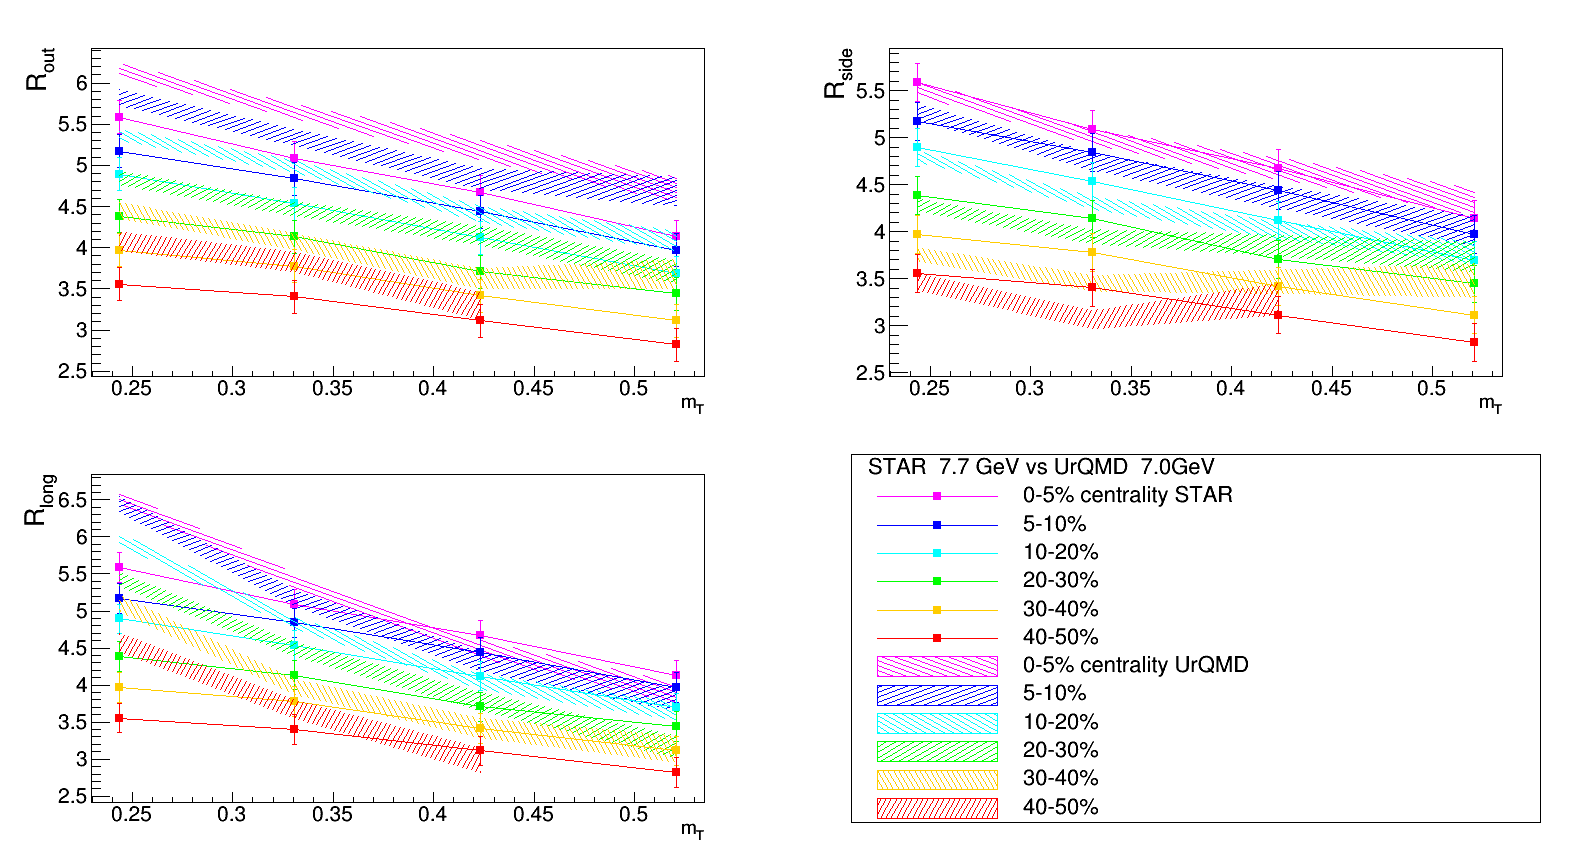 R_out
6
5.5
5
4.5
4
3.5
3
2.5
0.25 0.3 0.35 0.4 0.45 0.5
m_T
R_side
5.5
5
4.5
4
3.5
3
2.5
0.25 0.3 0.35 0.4 0.45 0.5
m_T
R_long
6.5
6
5.5
5
4.5
4
3.5
3
2.5
0.25 0.3 0.35 0.4 0.45 0.5
m_T
STAR 7.7 GeV vs UrQMD 7.0GeV
0-5% centrality STAR
5-10%
10-20%
20-30%
30-40%
40-50%
0-5% centrality UrQMD
5-10%
10-20%
20-30%
30-40%
40-50%